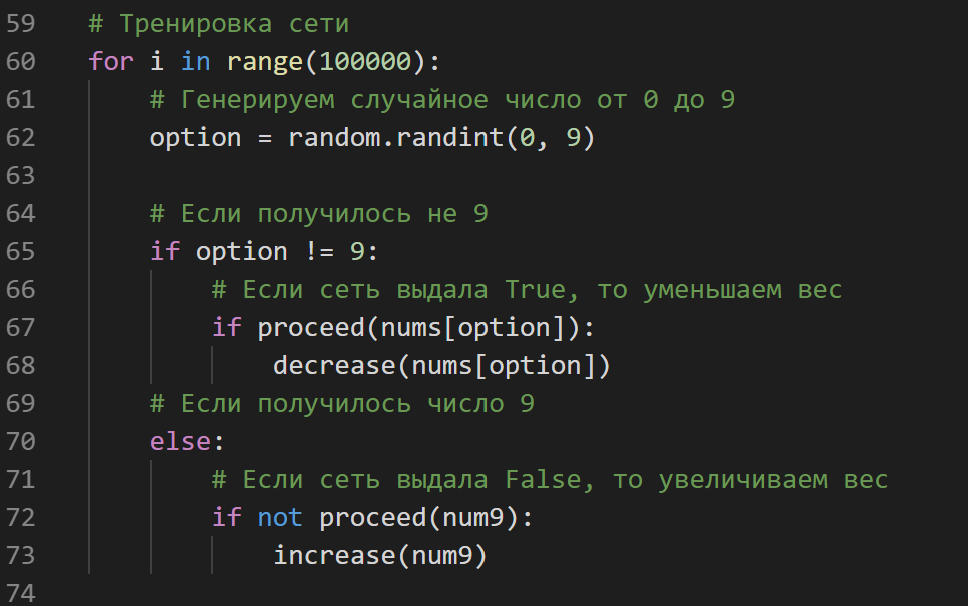 59 # Тренировка сети
60 for i in range(100000):
61     # Генерируем случайное число от 0 до 9
62     option = random.randint(0, 9)
63
64     # Если получилось не 9
65     if option != 9:
66         # Если сеть выдала True, то уменьшаем вес
67         if proceed(nums[option]):
68             decrease(nums[option])
69     # Если получилось число 9
70     else:
71         # Если сеть выдала False, то увеличиваем вес
72         if not proceed(num9):
73             increase(num9)
74